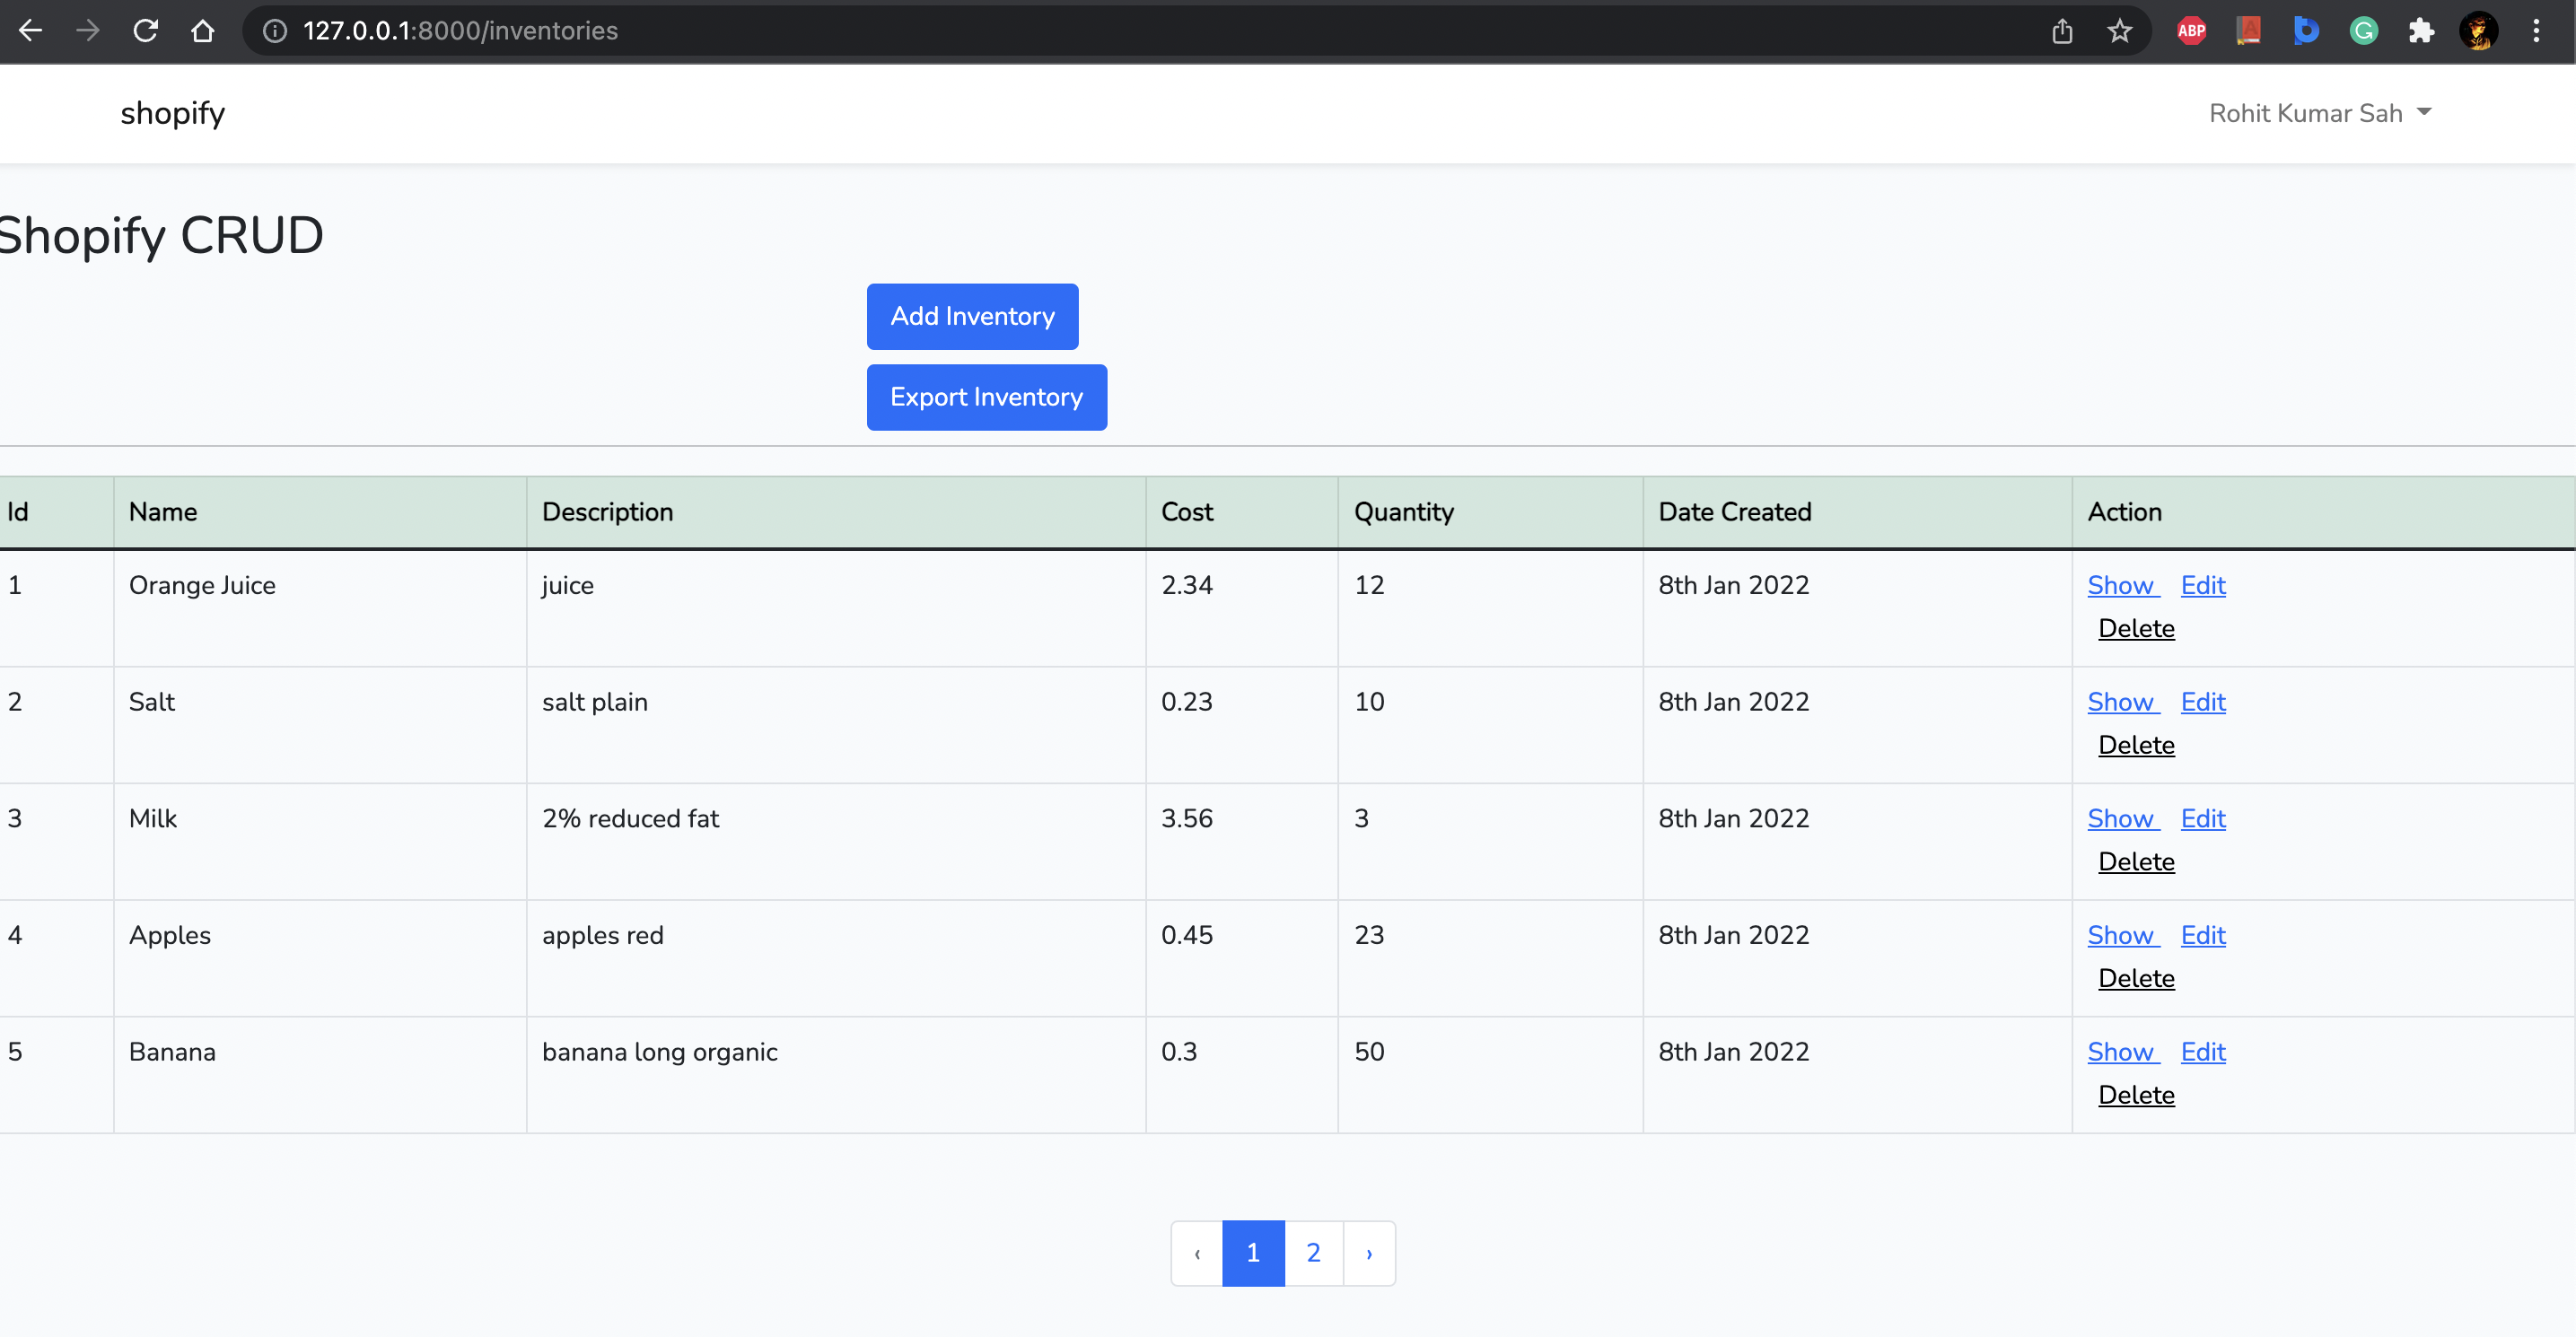 127.0.0.1:8000/inventories
ABP
shopify
Rohit Kumar Sah
Shopify CRUD
Add Inventory
Export Inventory
Id Name Description Cost Quantity Date Created Action
1 Orange Juice juice 2.34 12 8th Jan 2022 Show Edit
Delete
2 Salt salt plain 0.23 10 8th Jan 2022 Show Edit
Delete
3 Milk 2% reduced fat 3.56 3 8th Jan 2022 Show Edit
Delete
4 Apples apples red 0.45 23 8th Jan 2022 Show Edit
Delete
5 Banana banana long organic 0.3 50 8th Jan 2022 Show Edit
Delete
‹ 1 2 ›